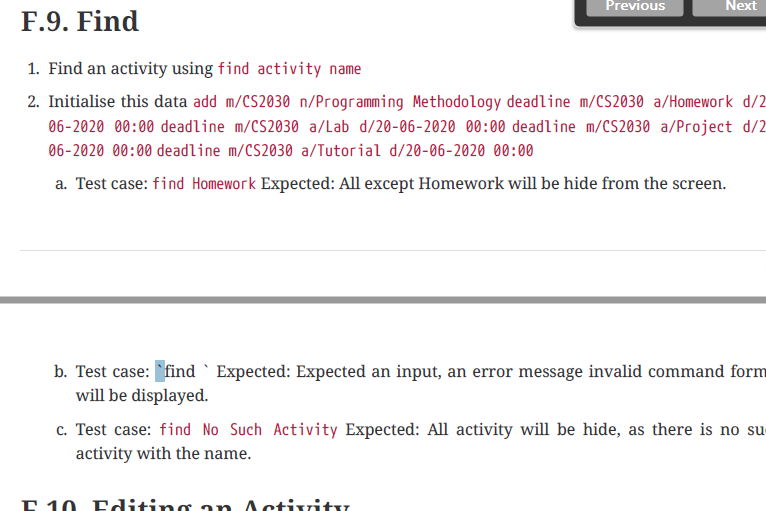 Previous Next
F.9. Find
1. Find an activity using find activity name
2. Initialise this data add m/CS2030 n/Programming Methodology deadline m/CS2030 a/Homework d/2
06-2020 00:00 deadline m/CS2030 a/Lab d/20-06-2020 00:00 deadline m/CS2030 a/Project d/2
06-2020 00:00 deadline m/CS2030 a/Tutorial d/20-06-2020 00:00
a. Test case: find Homework Expected: All except Homework will be hide from the screen.
b. Test case: `find ` Expected: Expected an input, an error message invalid command form
will be displayed.
c. Test case: find No Such Activity Expected: All activity will be hide, as there is no su
activity with the name.
F.10. Editing an Activity